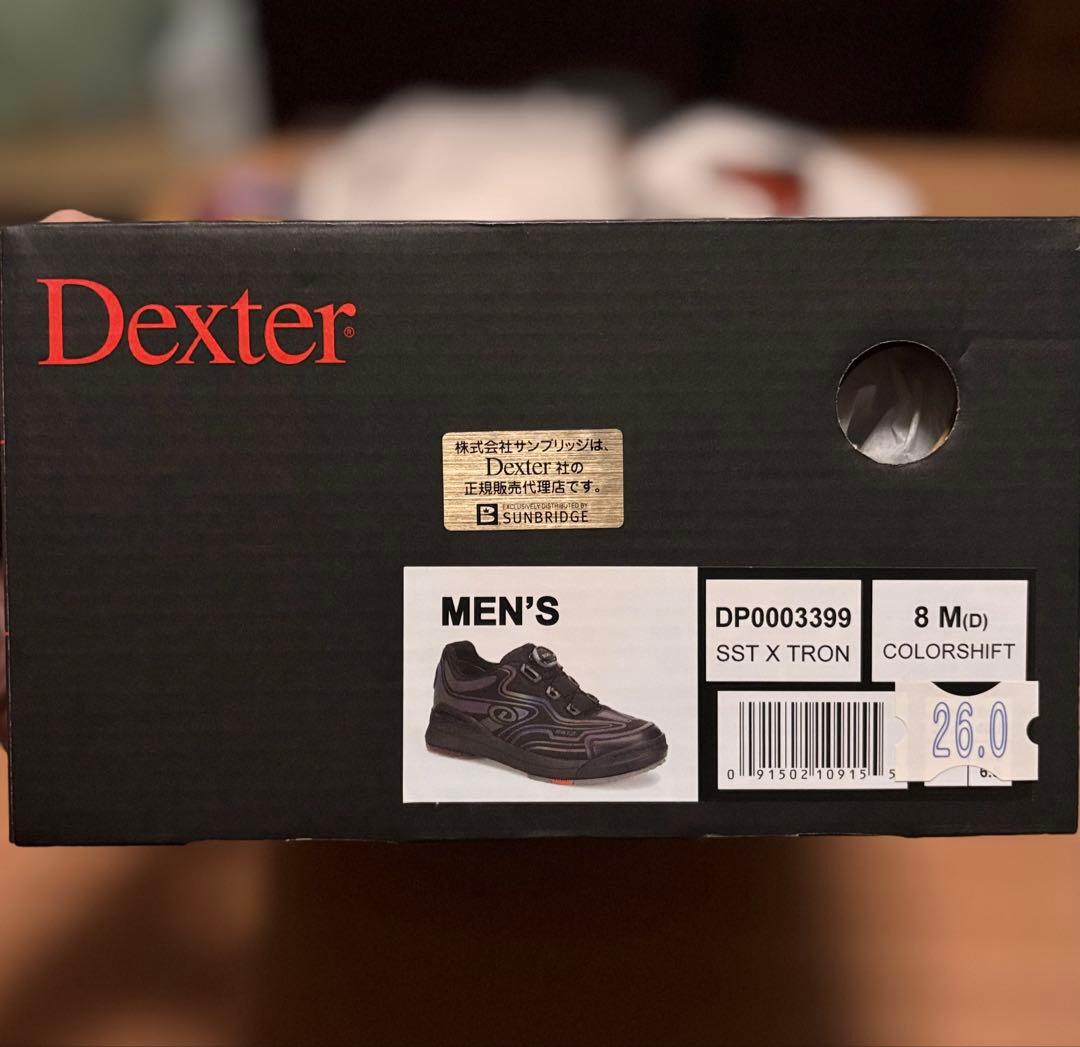 Dexter®
株式会社サンブリッジは、
Dexter 社の
正規販売代理店です。
EXCLUSIVELY DISTRIBUTED BY
SUNBRIDGE
MEN'S
DP0003399
SST X TRON
8 M(D)
COLORSHIFT
0 91502 10915 5
26.0